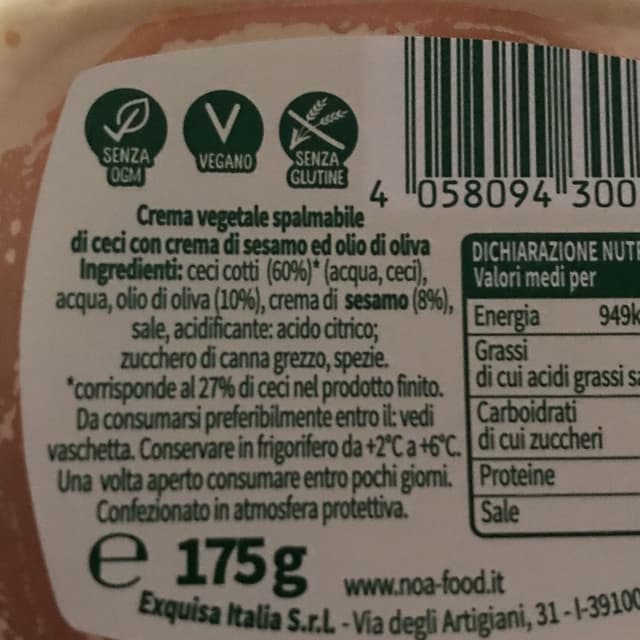 SENZA
OGM
VEGANO
SENZA
GLUTINE
4 058094 300
Crema vegetale spalmabile
di ceci con crema di sesamo ed olio di oliva
Ingredienti: ceci cotti (60%)* (acqua, ceci),
acqua, olio di oliva (10%), crema di sesamo (8%),
sale, acidificante: acido citrico;
zucchero di canna grezzo, spezie.
*corrisponde al 27% di ceci nel prodotto finito.
Da consumarsi preferibilmente entro il: vedi
vaschetta. Conservare in frigorifero da +2°C a +6°C.
Una volta aperto consumare entro pochi giorni.
Confezionato in atmosfera protettiva.
e 175g
www.noa-food.it
Exquisa Italia S.r.L - Via degli Artigiani, 31 - I-39100
DICHIARAZIONE NUTR
Valori medi per
Energia 949k
Grassi
di cui acidi grassi sa
Carboidrati
di cui zuccheri
Proteine
Sale